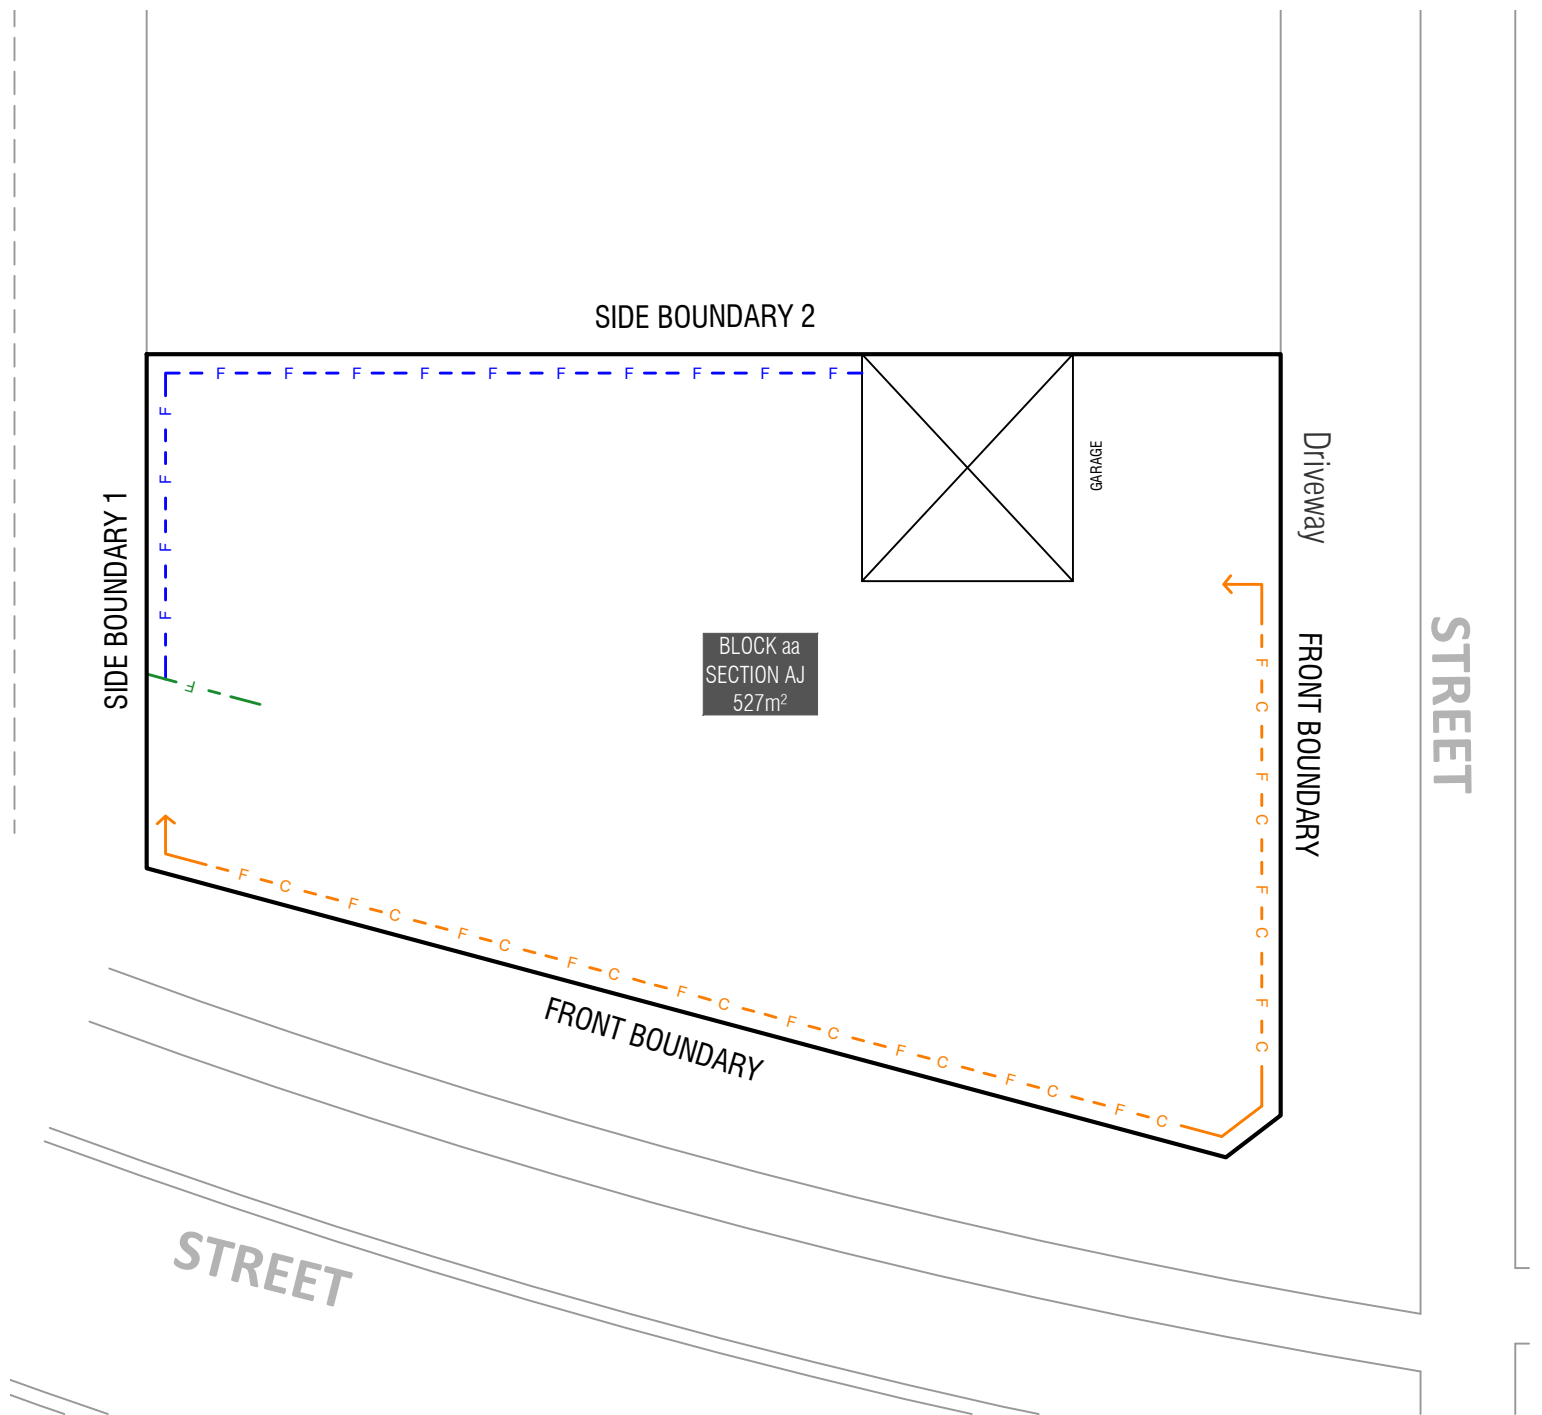 SIDE BOUNDARY 2
F F F F F F F F F F
F
F
F
F
SIDE BOUNDARY 1
F
GARAGE
Driveway
BLOCK aa
SECTION AJ
527m²
FRONT BOUNDARY
STREET
F C F C F C F C
F C F C F C F C F C F C F C F C F C
FRONT BOUNDARY
STREET